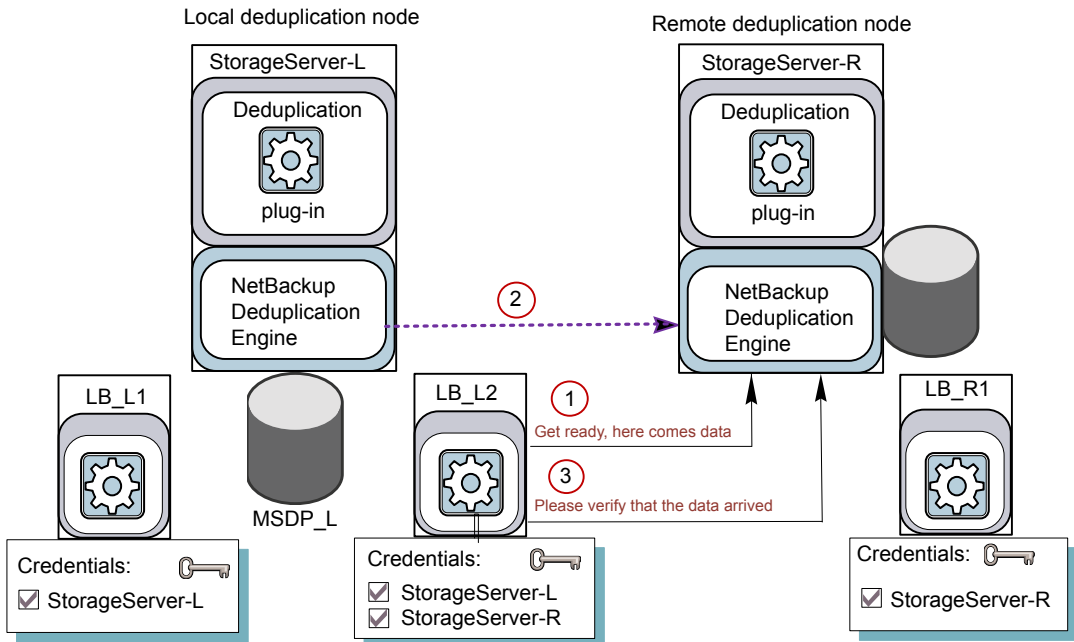 Local deduplication node
Remote deduplication node
StorageServer-L
Deduplication
plug-in
NetBackup
Deduplication
Engine
StorageServer-R
Deduplication
plug-in
NetBackup
Deduplication
Engine
2
LB_L1
MSDP_L
LB_L2
1
Get ready, here comes data
3
Please verify that the data arrived
LB_R1
Credentials:
StorageServer-L
Credentials:
StorageServer-L
StorageServer-R
Credentials:
StorageServer-R